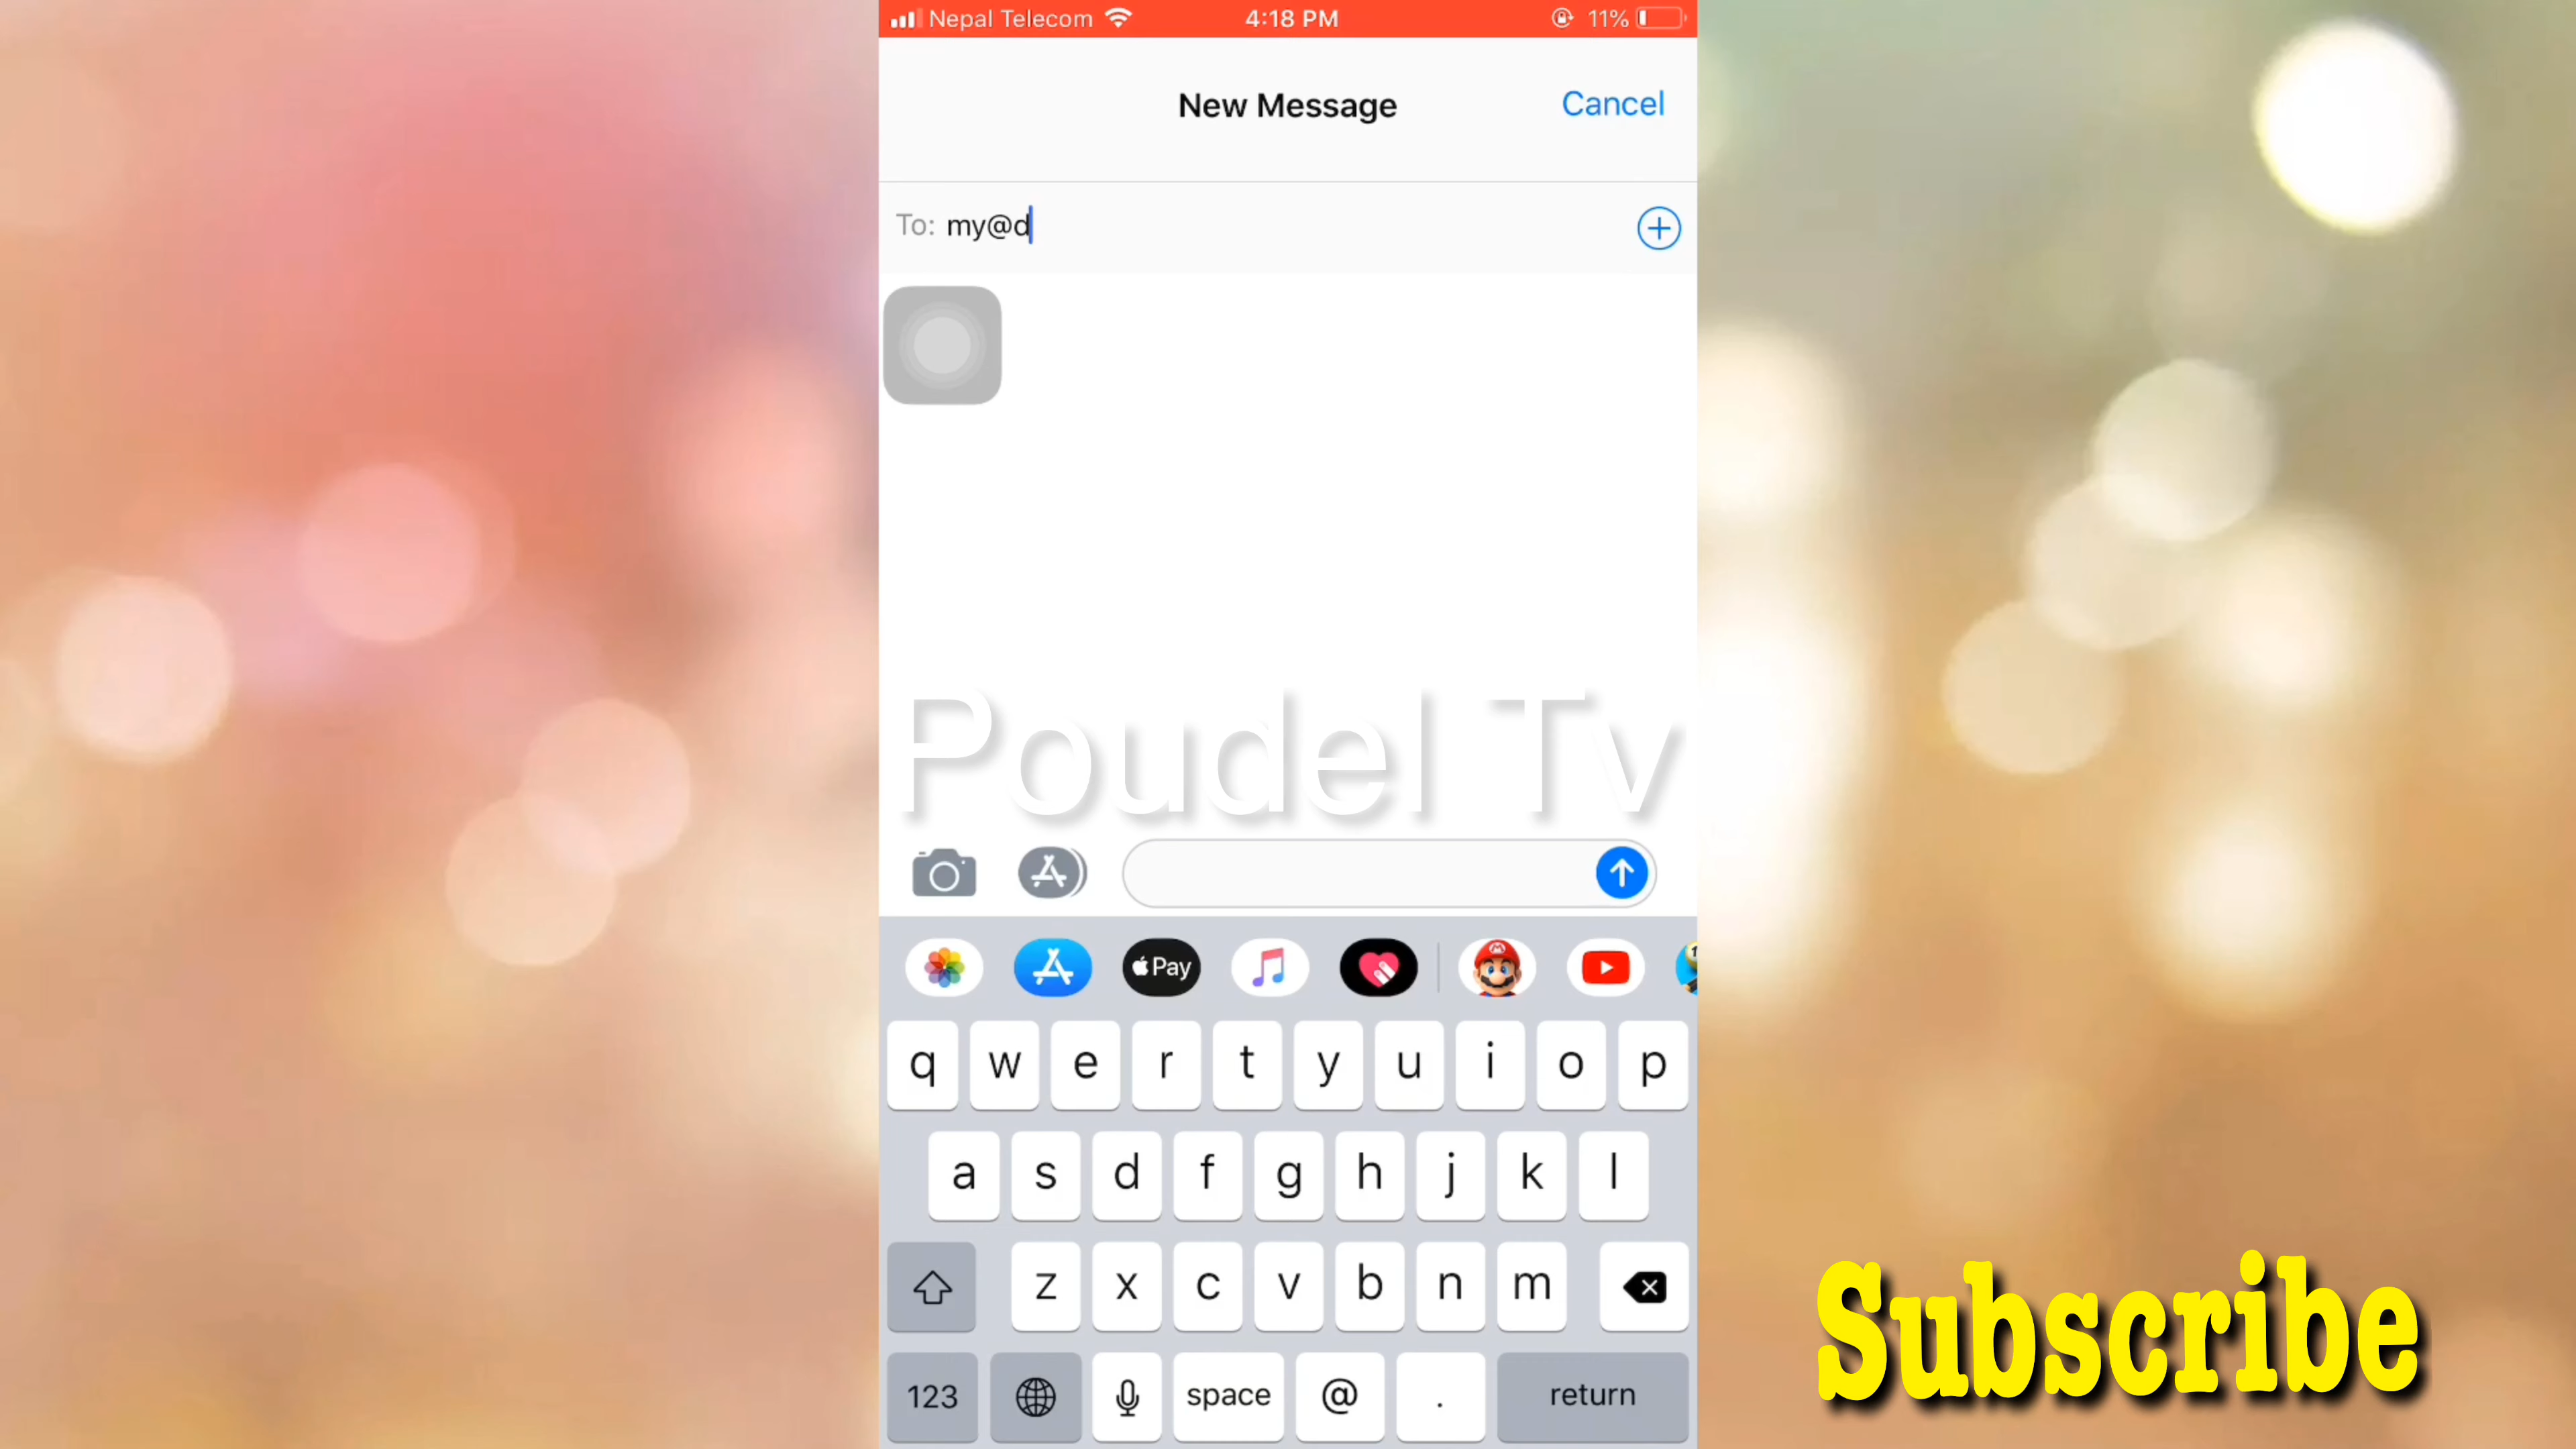 Nepal Telecom 4:18 PM 11%
New Message Cancel
To: my@d
Poudel Tv
Pay
q w e r t y u i o p
a s d f g h j k l
z x c v b n m
123 space @ . return
Subscribe